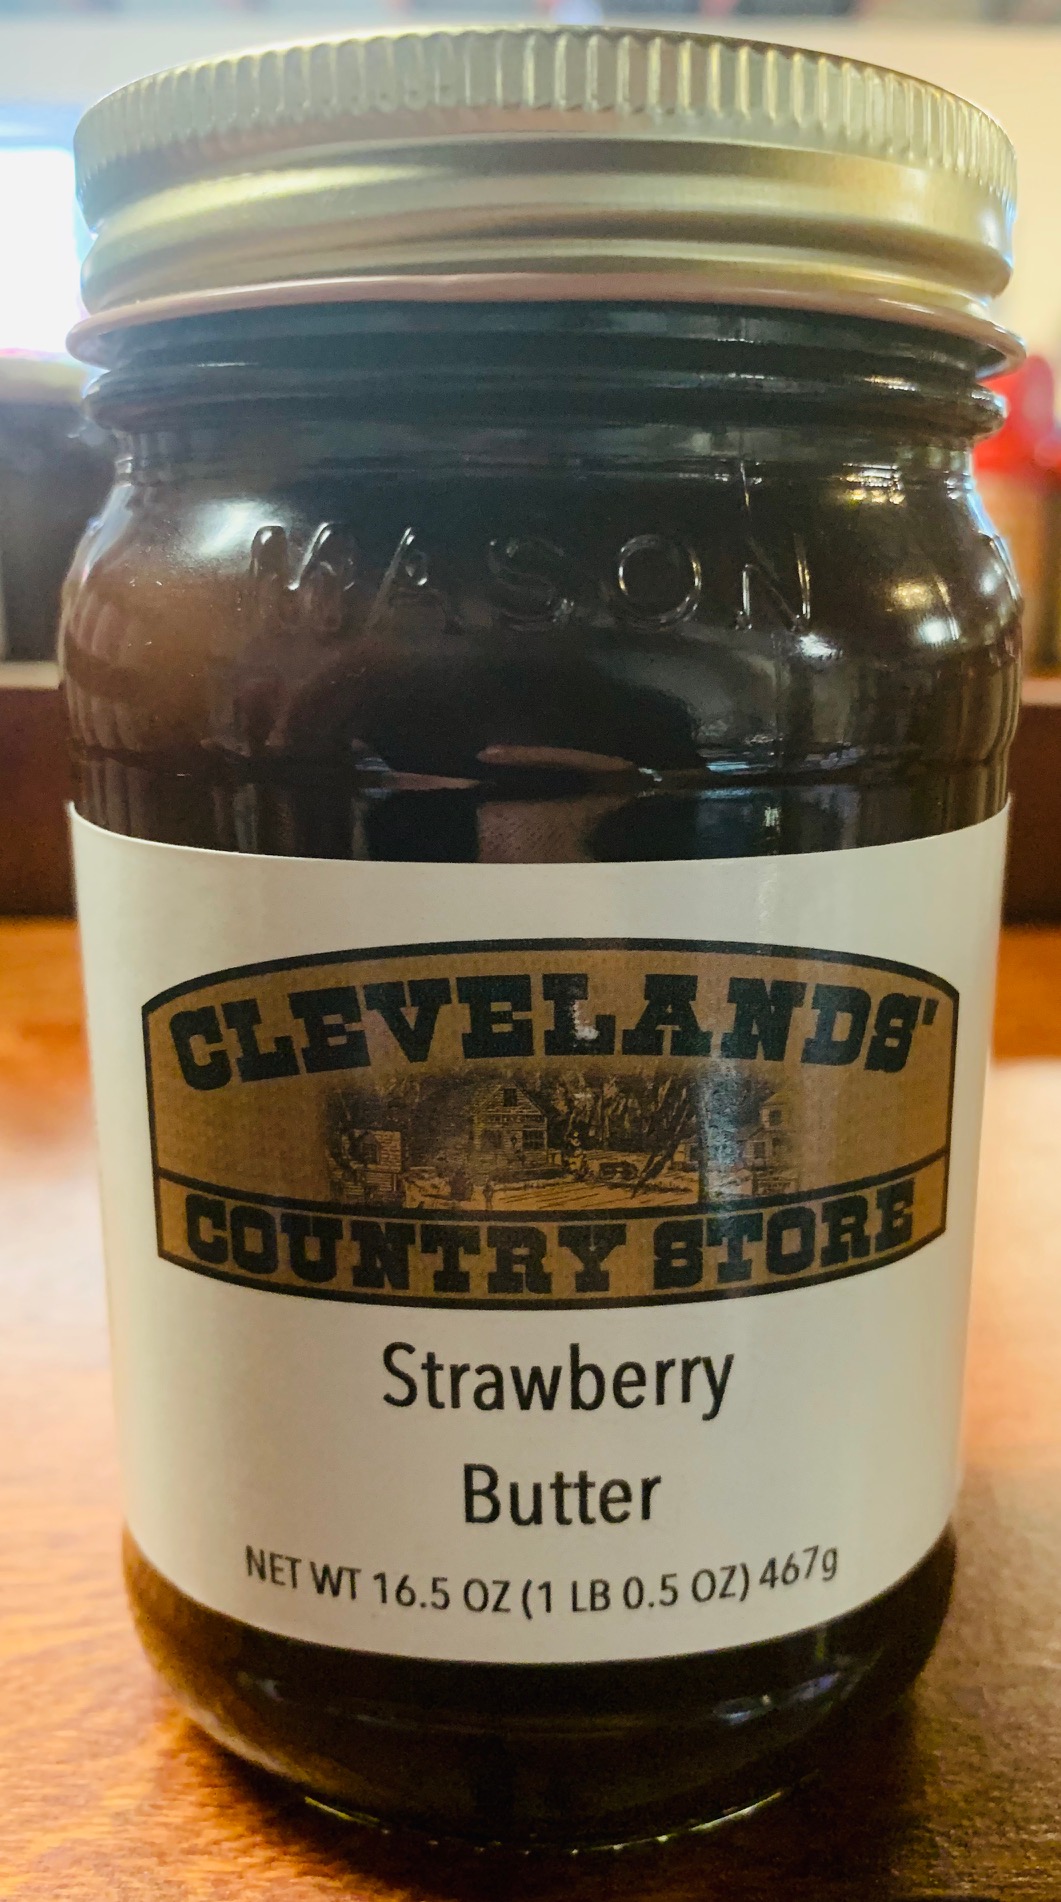 MASON
CLEVELANDS'
COUNTRY STORE
Strawberry
Butter
NET WT 16.5 OZ (1 LB 0.5 OZ) 467g